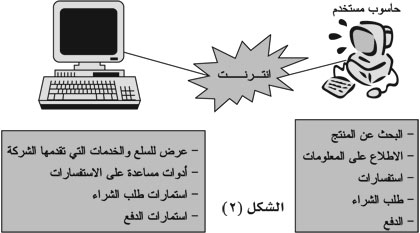 حاسوب مستخدم
انترنت
– البحث عن المنتج
– الاطلاع على المعلومات
– استفسارات
– طلب الشراء
– الدفع
– عرض للسلع والخدمات التي تقدمها الشركة
– أدوات مساعدة على الاستفسارات
– استمارات طلب الشراء
– استمارات الدفع
الشكل (٢)